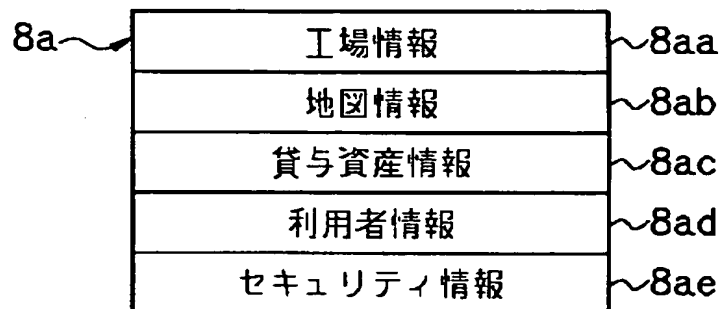 8a 工場情報 8aa
地図情報 8ab
貸与資産情報 8ac
利用者情報 8ad
セキュリティ情報 8ae